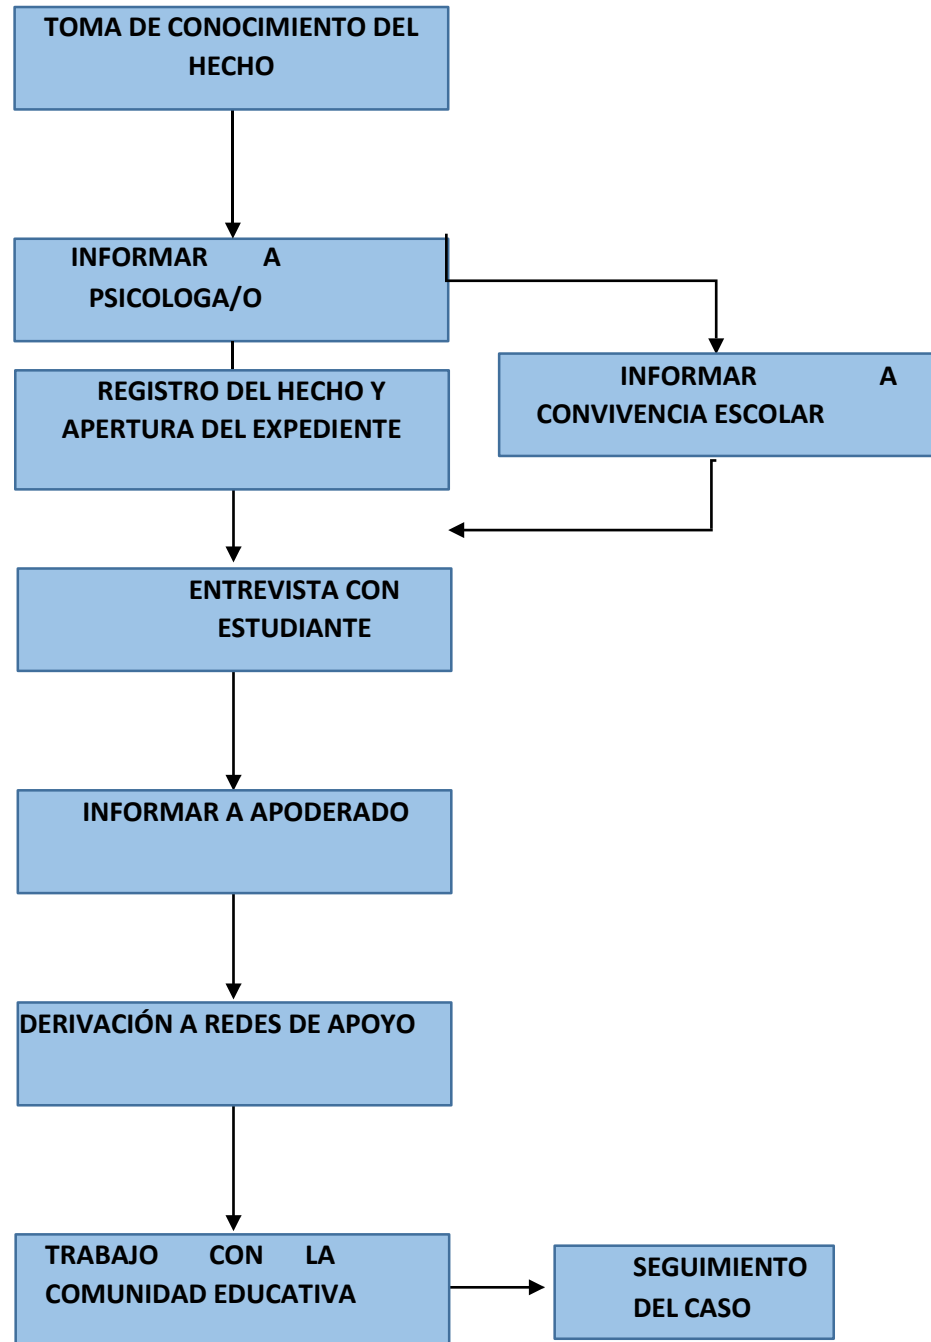 TOMA DE CONOCIMIENTO DEL
HECHO
INFORMAR A
PSICOLOGA/O
INFORMAR A
CONVIVENCIA ESCOLAR
REGISTRO DEL HECHO Y
APERTURA DEL EXPEDIENTE
ENTREVISTA CON
ESTUDIANTE
INFORMAR A APODERADO
DERIVACIÓN A REDES DE APOYO
TRABAJO CON LA
COMUNIDAD EDUCATIVA
SEGUIMIENTO
DEL CASO